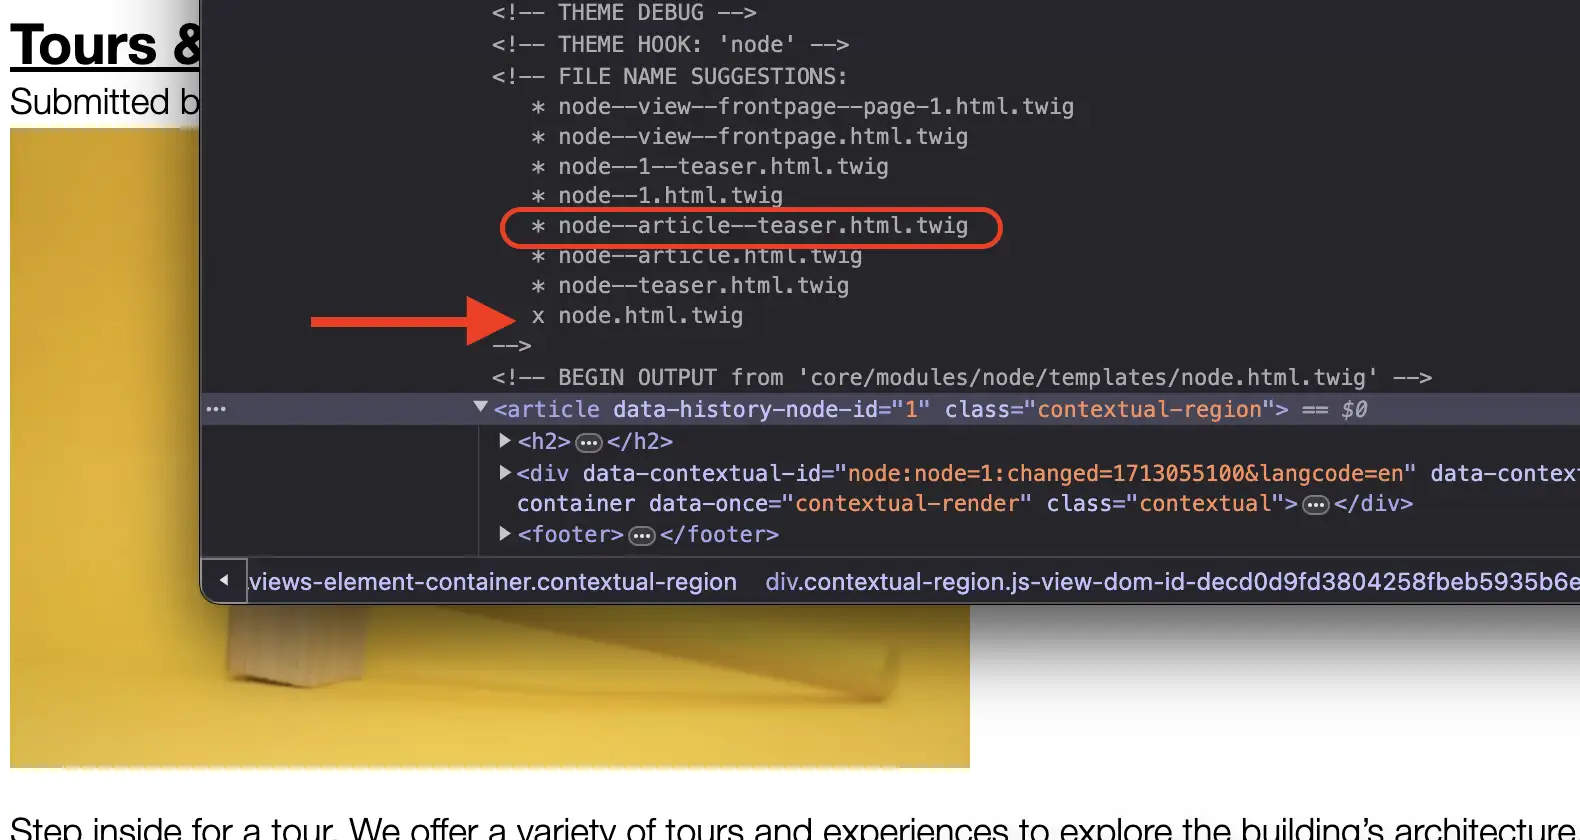 Tours &
Submitted b
<!-- THEME DEBUG -->
<!-- THEME HOOK: 'node' -->
<!-- FILE NAME SUGGESTIONS:
* node--view--frontpage--page-1.html.twig
* node--view--frontpage.html.twig
* node--1--teaser.html.twig
* node--1.html.twig
* node--article--teaser.html.twig
* node--article.html.twig
* node--teaser.html.twig
x node.html.twig
-->
<!-- BEGIN OUTPUT from 'core/modules/node/templates/node.html.twig' -->
… ▼<article data-history-node-id="1" class="contextual-region"> == $0
▶<h2>…</h2>
▶<div data-contextual-id="node:node=1:changed=1713055100&langcode=en" data-contex
container data-once="contextual-render" class="contextual">…</div>
▶<footer>…</footer>
.views-element-container.contextual-region div.contextual-region.js-view-dom-id-decd0d9fd3804258fbeb5935b6e
Step inside for a tour. We offer a variety of tours and experiences to explore the building's architecture,